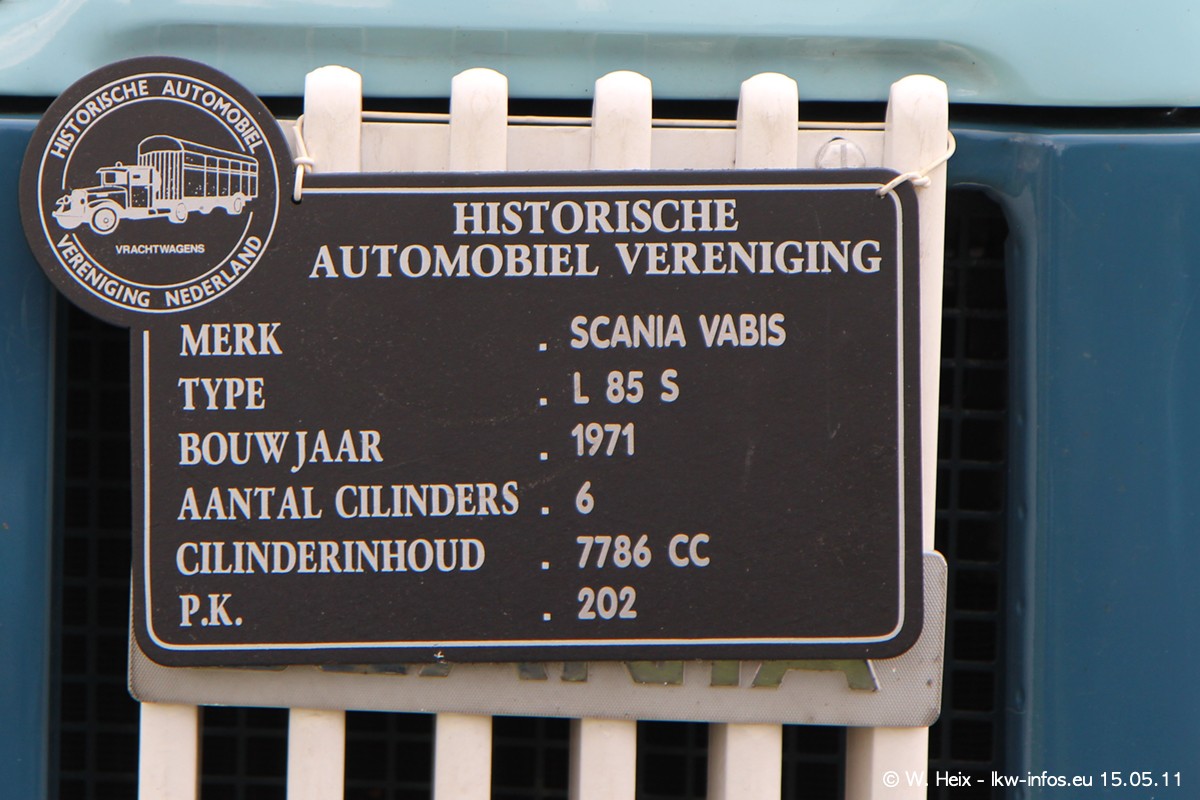 HISTORISCHE AUTOMOBIEL
VRACHTWAGENS
VERENIGING NEDERLAND
HISTORISCHE
AUTOMOBIEL VERENIGING
MERK . SCANIA VABIS
TYPE . L 85 S
BOUWJAAR . 1971
AANTAL CILINDERS . 6
CILINDERINHOUD . 7786 CC
P.K. . 202
© W. Heix - lkw-infos.eu 15.05.11